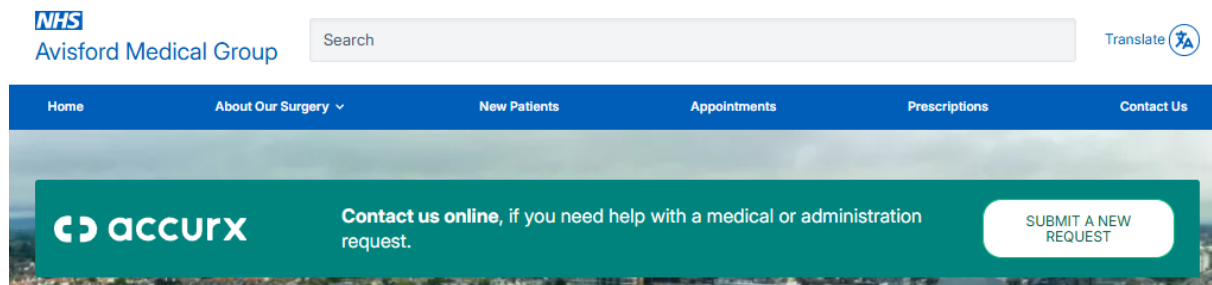 NHS
Avisford Medical Group
Search
Translate
Home
About Our Surgery
New Patients
Appointments
Prescriptions
Contact Us
accurx
Contact us online, if you need help with a medical or administration
request.
SUBMIT A NEW
REQUEST